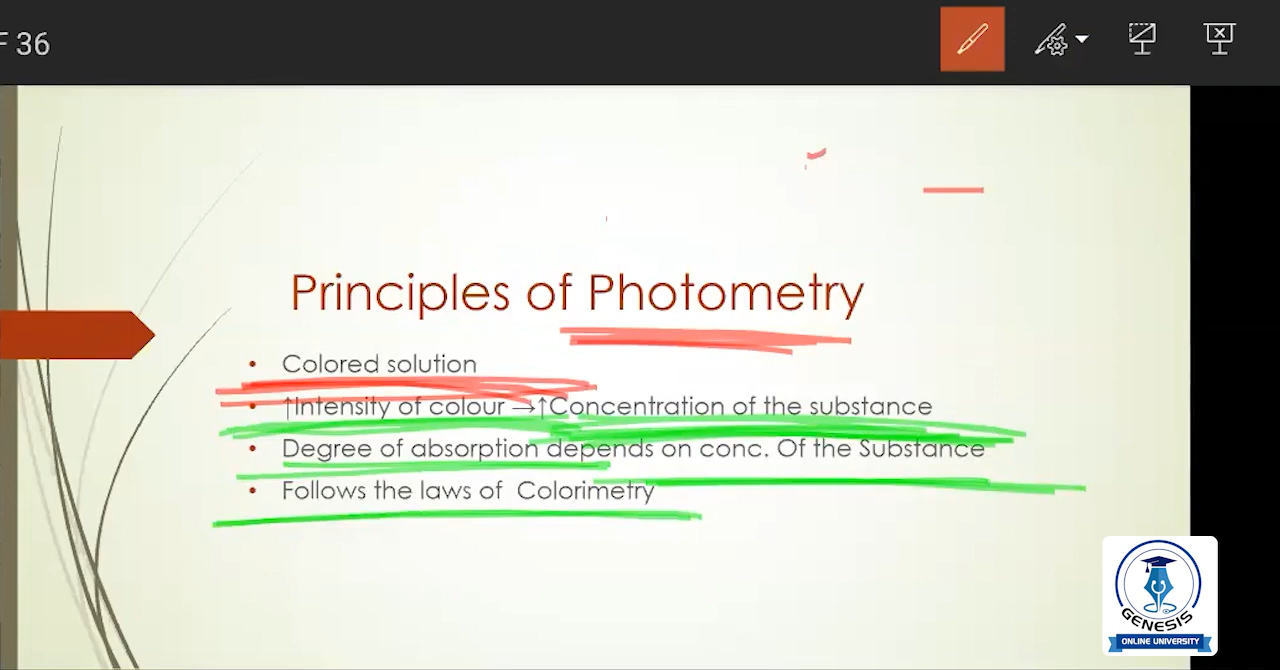 F 36
Principles of Photometry
• Colored solution
• ↑Intensity of colour →↑Concentration of the substance
• Degree of absorption depends on conc. Of the Substance
• Follows the laws of Colorimetry
GENESIS
ONLINE UNIVERSITY